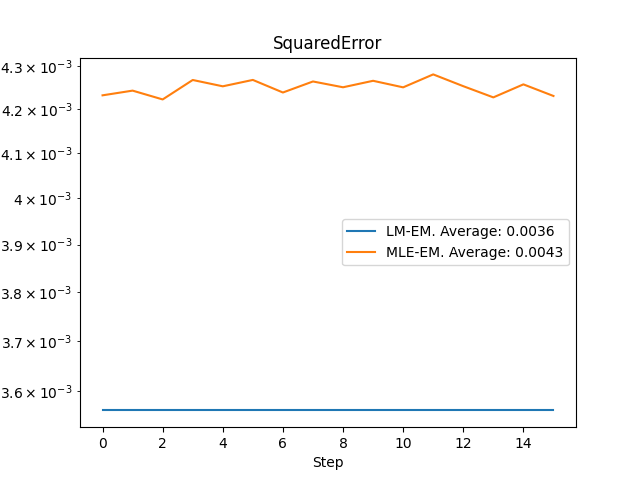 SquaredError
4.3 × 10⁻³
4.2 × 10⁻³
4.1 × 10⁻³
4 × 10⁻³
3.9 × 10⁻³
3.8 × 10⁻³
3.7 × 10⁻³
3.6 × 10⁻³
LM-EM. Average: 0.0036
MLE-EM. Average: 0.0043
0 2 4 6 8 10 12 14
Step